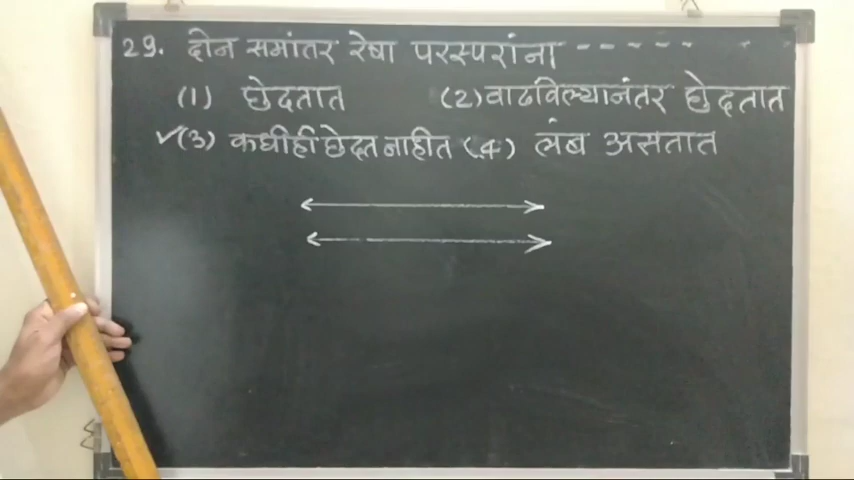 29. दोन समांतर रेषा परस्परांना - - - - - -
(1) छेदतात (2) वाढविल्यानंतर छेदतात
✓(3) कधीही छेदत नाहीत (4) लंब असतात